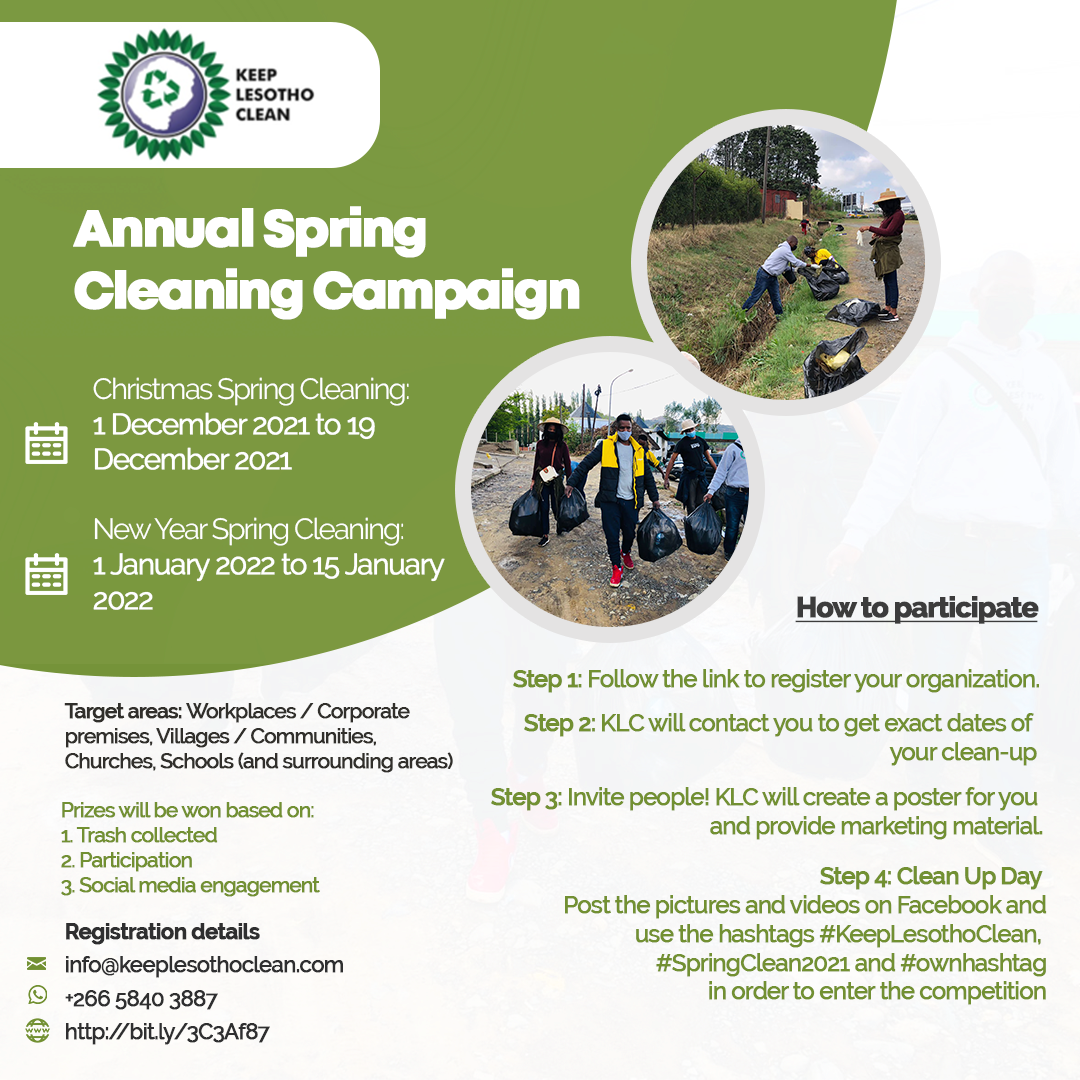 KEEP
LESOTHO
CLEAN
Annual Spring
Cleaning Campaign
Christmas Spring Cleaning:
1 December 2021 to 19
December 2021
New Year Spring Cleaning:
1 January 2022 to 15 January
2022
How to participate
Step 1: Follow the link to register your organization.
Step 2: KLC will contact you to get exact dates of
your clean-up
Step 3: Invite people! KLC will create a poster for you
and provide marketing material.
Step 4: Clean Up Day
Post the pictures and videos on Facebook and
use the hashtags #KeepLesothoClean,
#SpringClean2021 and #ownhashtag
in order to enter the competition
Target areas: Workplaces / Corporate
premises, Villages / Communities,
Churches, Schools (and surrounding areas)
Prizes will be won based on:
1. Trash collected
2. Participation
3. Social media engagement
Registration details
info@keeplesothoclean.com
+266 5840 3887
www
http://bit.ly/3C3Af87